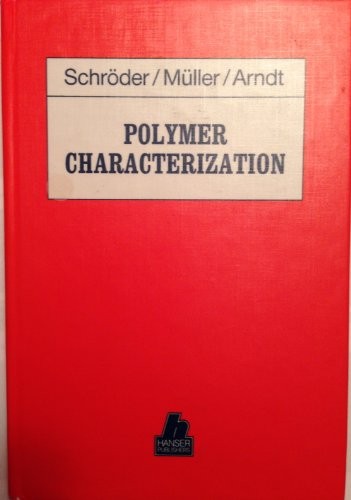 Schröder/Müller/Arndt
POLYMER
CHARACTERIZATION
h
HANSER
PUBLISHERS